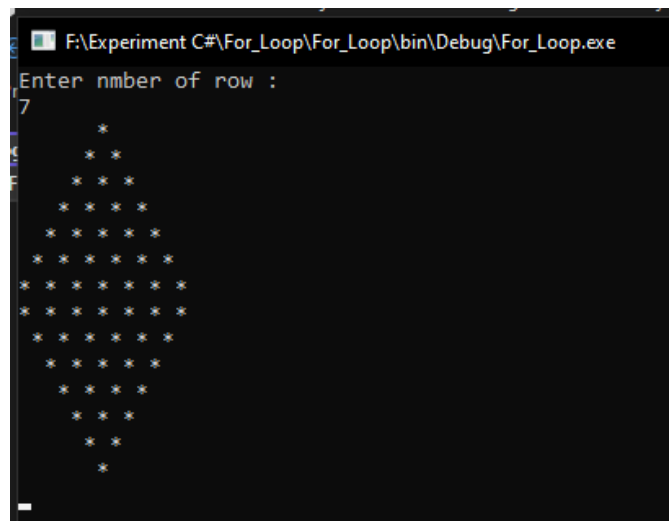 F:\Experiment C#\For_Loop\For_Loop\bin\Debug\For_Loop.exe
Enter nmber of row :
7
      *
     * *
    * * *
   * * * *
  * * * * *
 * * * * * *
* * * * * * *
* * * * * * *
 * * * * * *
  * * * * *
   * * * *
    * * *
     * *
      *